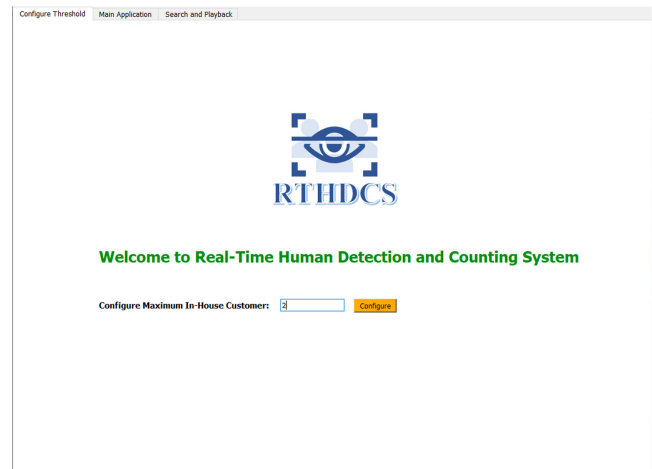 Configure Threshold Main Application Search and Playback
RTHDCS
Welcome to Real-Time Human Detection and Counting System
Configure Maximum In-House Customer: 2 Configure